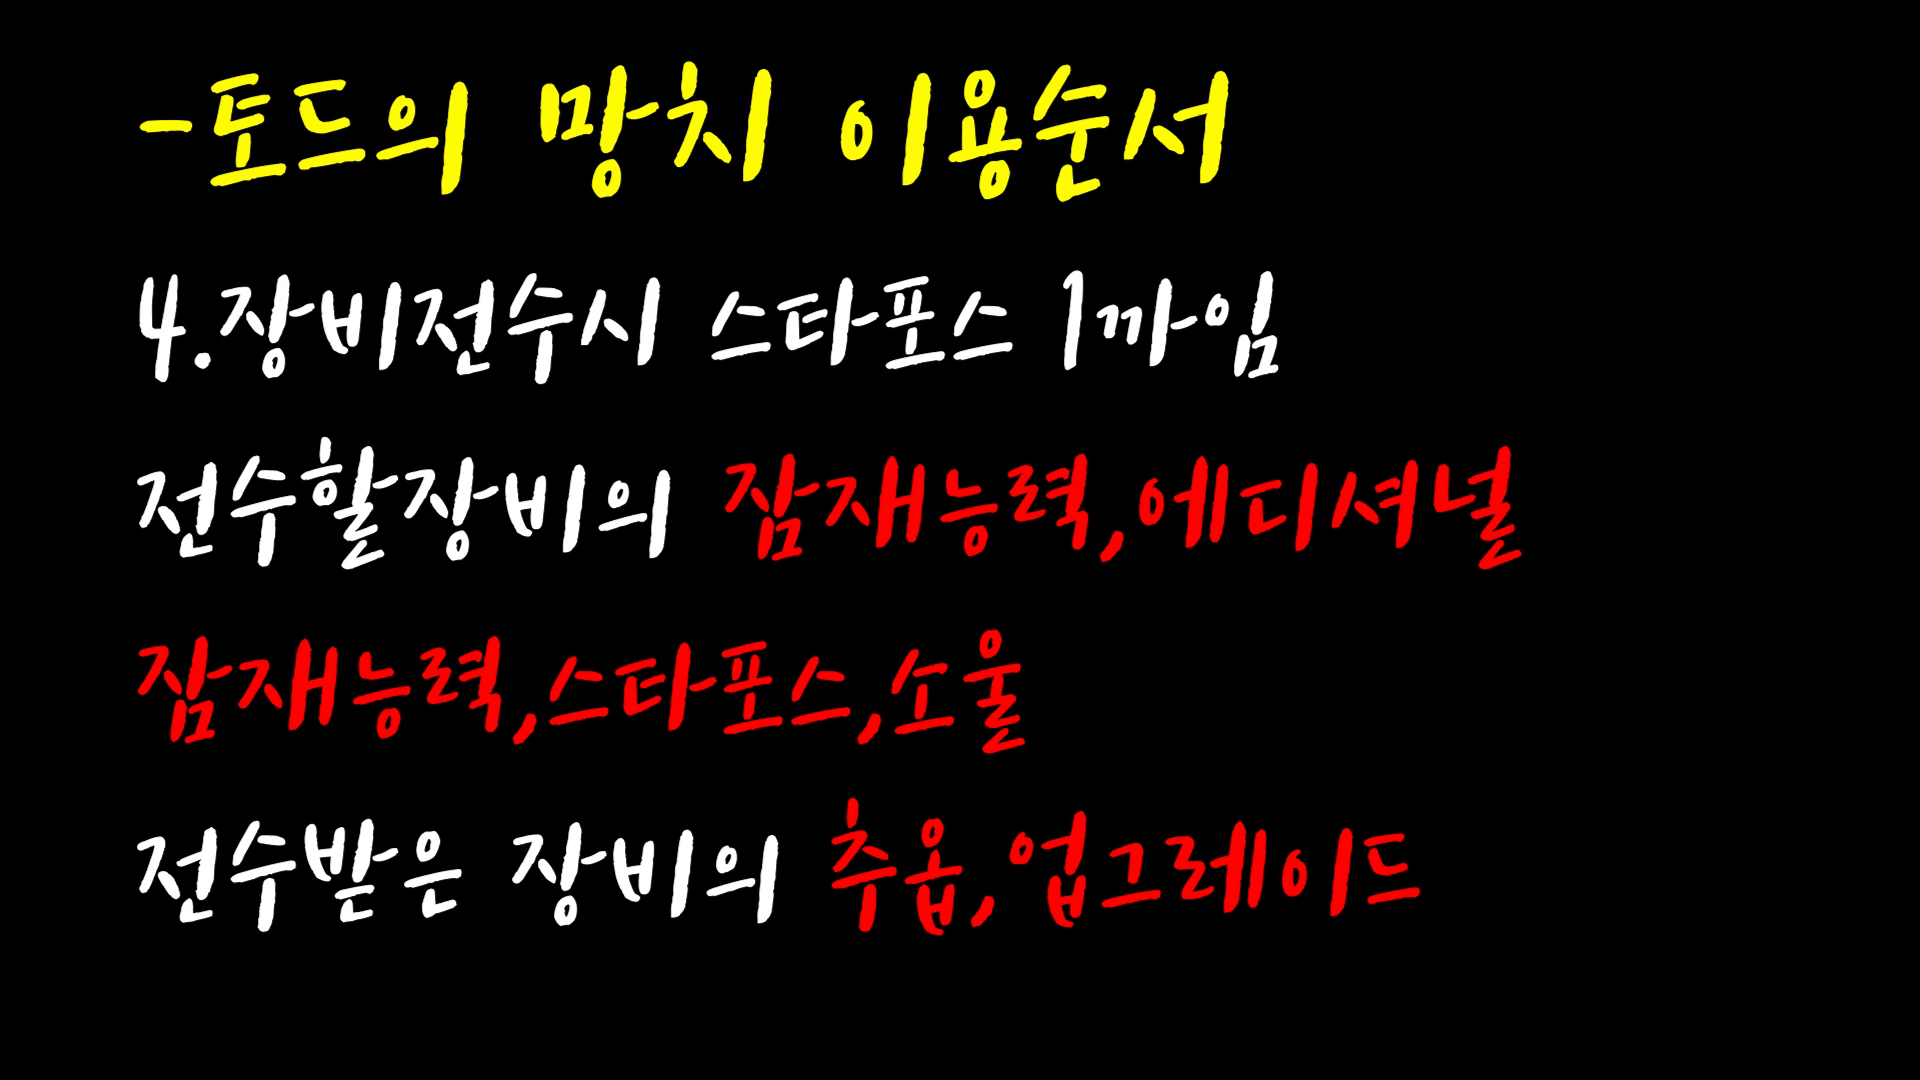 -토드의 망치 이용순서
4.장비전수시 스타포스 1까임
전수할장비의 잠재능력,에디셔널
잠재능력,스타포스,소울
전수받은 장비의 추옵,업그레이드